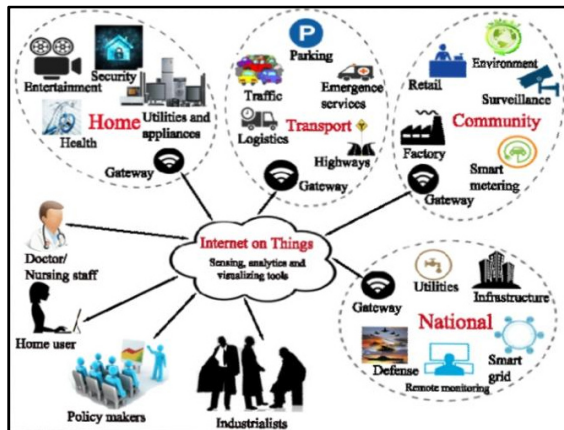 Entertainment
Security
Utilities and
appliances
Home
Health
Gateway
P
Parking
Traffic
Emergence
services
Logistics
Transport
Highways
Gateway
Retail
Environment
Surveillance
Community
Factory
Smart
metering
Gateway
Internet on Things
Sensing, analytics and
visualizing tools
Doctor/
Nursing staff
Home user
Policy makers
Industrialists
Gateway
Utilities
Infrastructure
National
Defense
Remote monitoring
Smart
grid